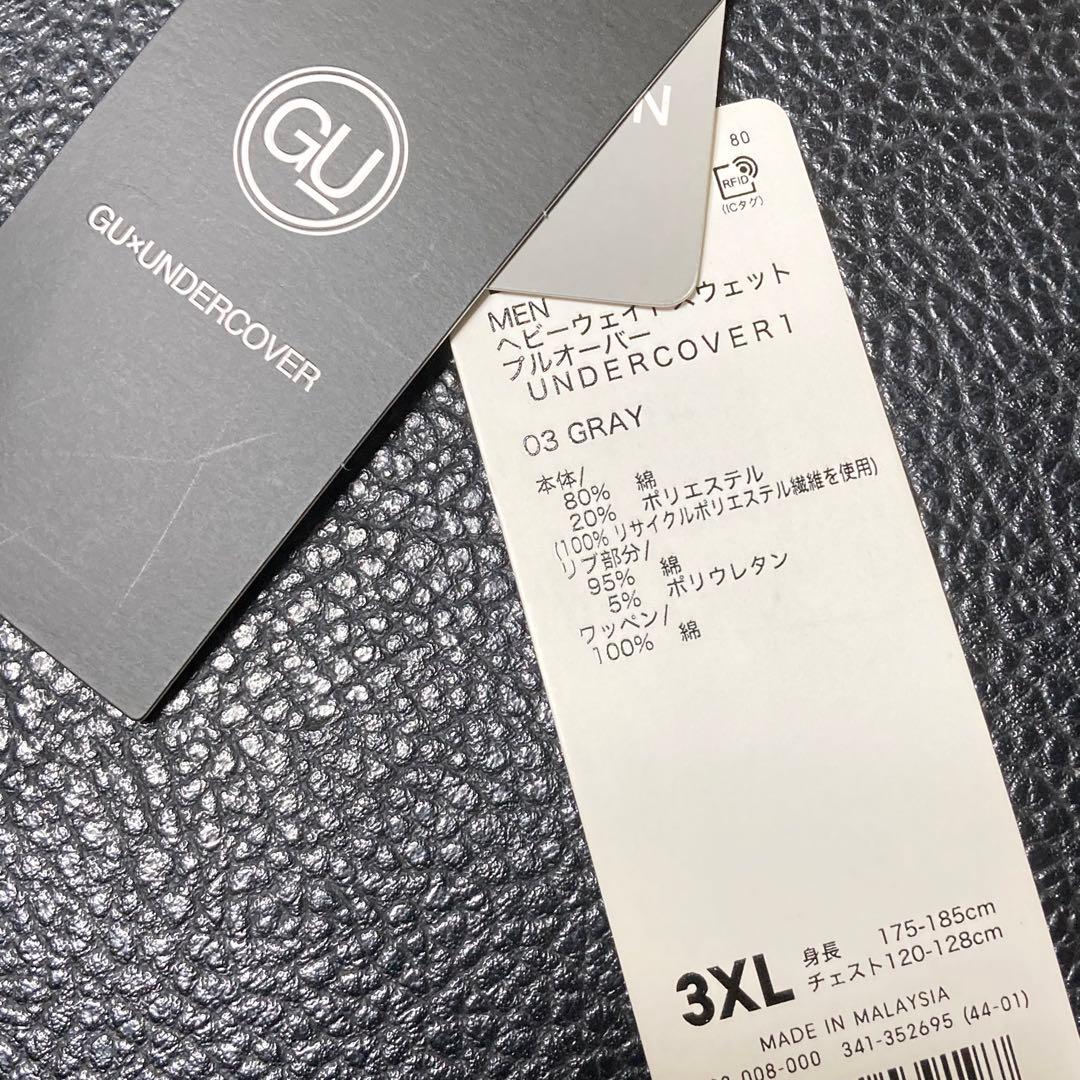 GU
GU×UNDERCOVER
N
80
RFID
(ICタグ)
MEN
ヘビーウェイトスウェット
プルオーバー
UNDERCOVER1
03 GRAY
本体/
80% 綿
20% ポリエステル
(100%リサイクルポリエステル繊維を使用)
リブ部分/
95% 綿
5% ポリウレタン
ワッペン/
100% 綿
3XL
身長 175-185cm
チェスト120-128cm
MADE IN MALAYSIA
008-000 341-352695 (44-01)